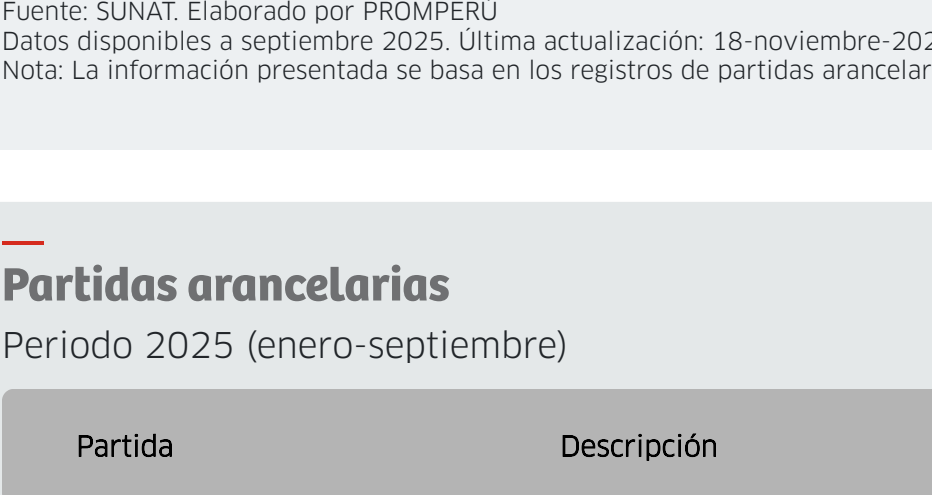 Fuente: SUNAT. Elaborado por PROMPERÚ
Datos disponibles a septiembre 2025. Última actualización: 18-noviembre-202
Nota: La información presentada se basa en los registros de partidas arancelar
Partidas arancelarias
Periodo 2025 (enero-septiembre)
Partida Descripción